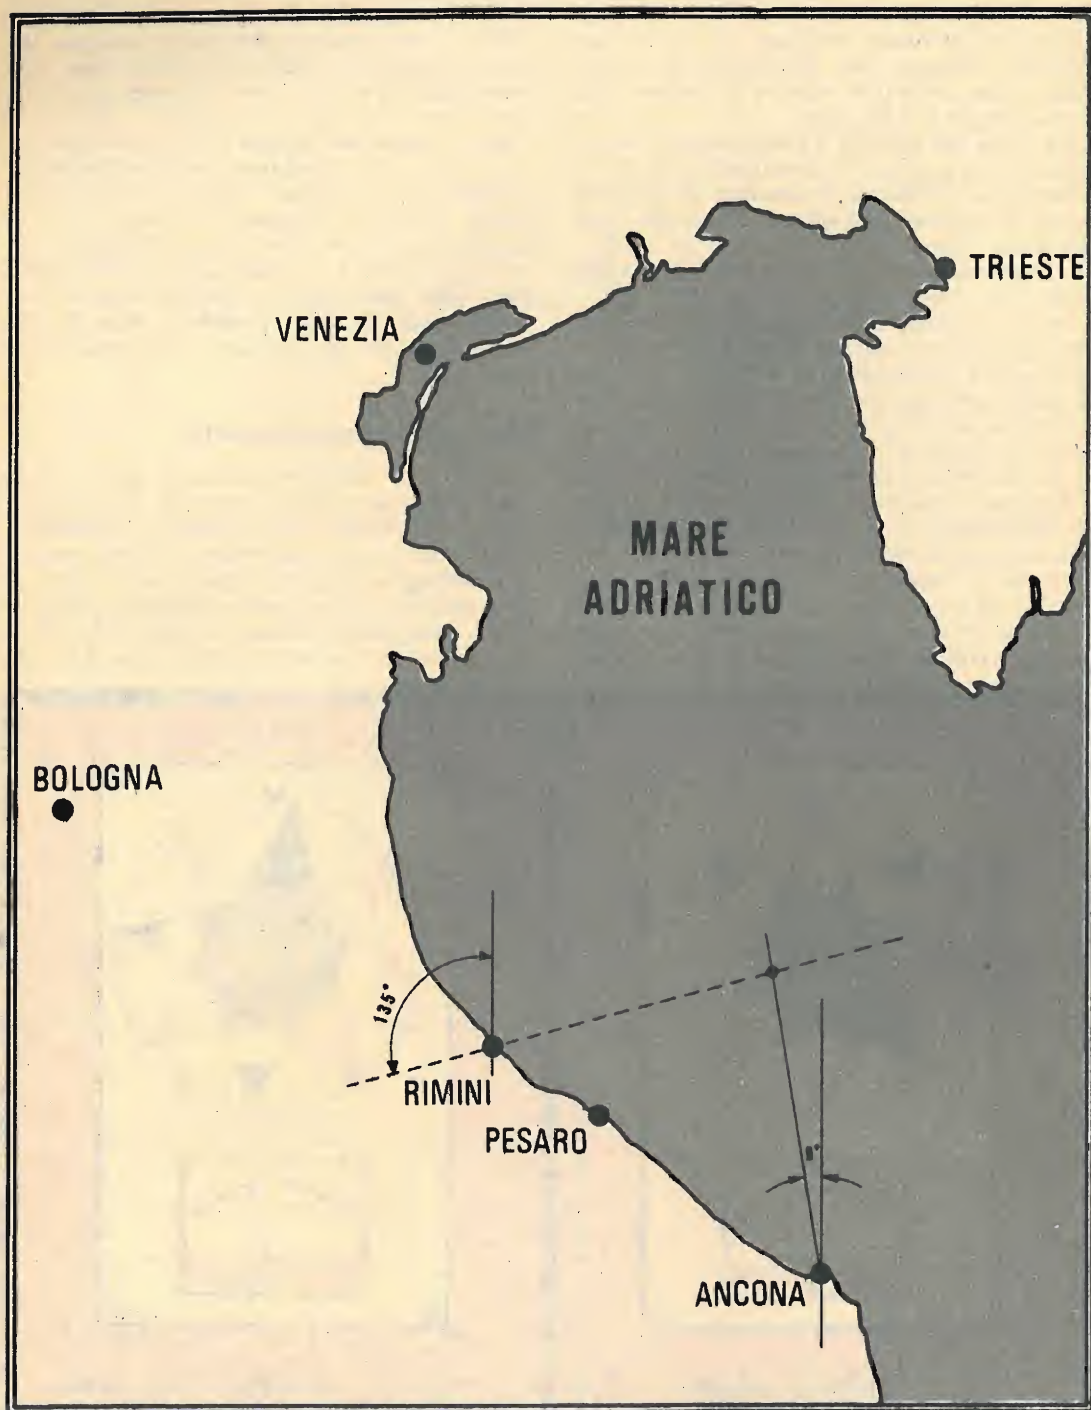 TRIESTE
VENEZIA
MARE
ADRIATICO
BOLOGNA
135°
RIMINI
PESARO
ANCONA